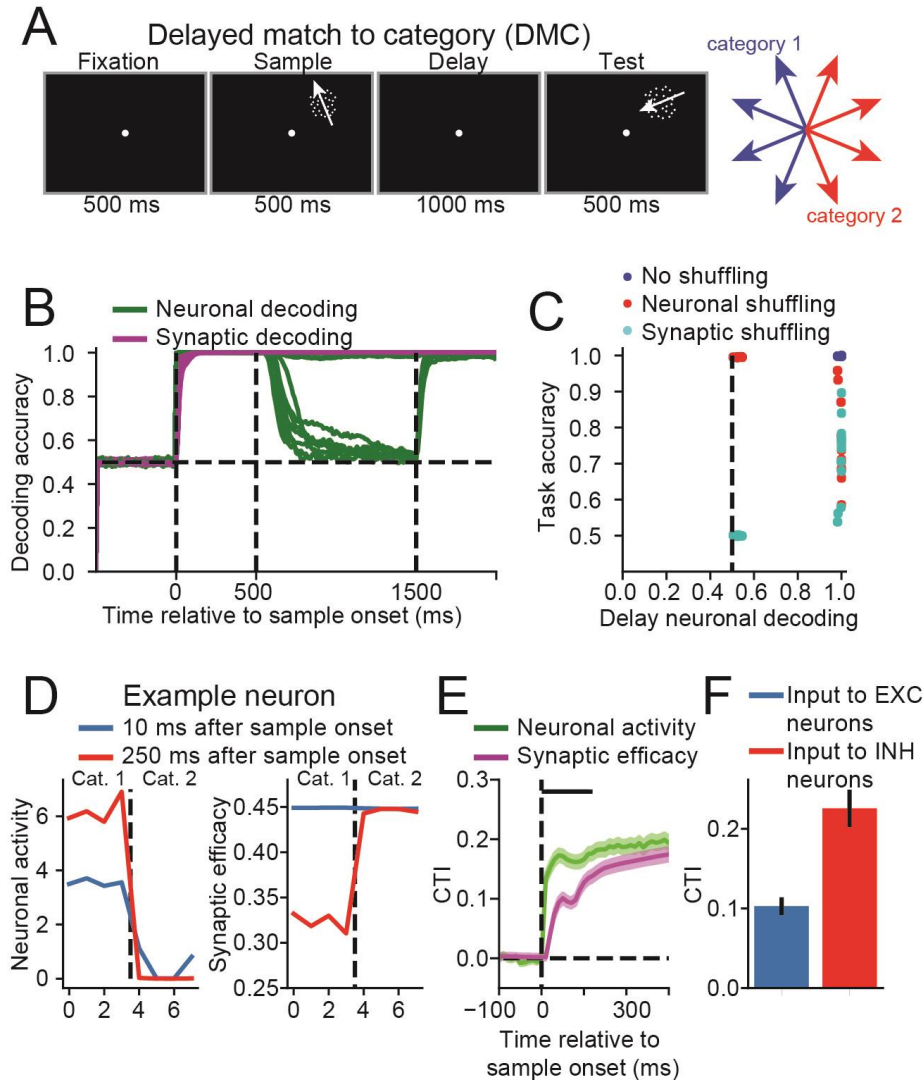 A
Delayed match to category (DMC)
Fixation
Sample
Delay
Test
500 ms
500 ms
1000 ms
500 ms
category 1
category 2
B
Neuronal decoding
Synaptic decoding
Decoding accuracy
1.0
0.8
0.6
0.4
0.2
0.0
0
500
1500
Time relative to sample onset (ms)
C
No shuffling
Neuronal shuffling
Synaptic shuffling
Task accuracy
1.0
0.9
0.8
0.7
0.6
0.5
0.0
0.2
0.4
0.6
0.8
1.0
Delay neuronal decoding
D
Example neuron
10 ms after sample onset
250 ms after sample onset
Neuronal activity
Cat. 1
Cat. 2
6
4
2
0
0
2
4
6
Synaptic efficacy
Cat. 1
Cat. 2
0.45
0.40
0.35
0.30
0.25
0
2
4
6
E
Neuronal activity
Synaptic efficacy
CTI
0.3
0.2
0.1
0.0
−100
0
300
Time relative to
sample onset (ms)
F
Input to EXC
neurons
Input to INH
neurons
CTI
0.2
0.1
0.0